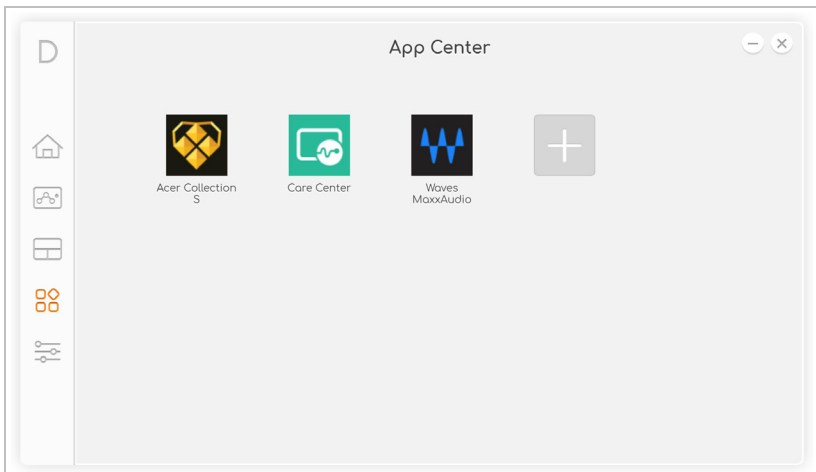 D
App Center
Acer Collection
S
Care Center
Waves
MaxxAudio